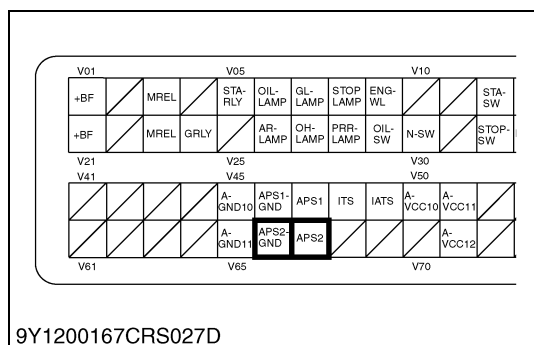 V01 V05 V10
+BF MREL STA-RLY OIL-LAMP GL-LAMP STOP LAMP ENG-WL STA-SW
+BF MREL GRLY AR-LAMP OH-LAMP PRR-LAMP OIL-SW N-SW STOP-SW
V21 V25 V30
V41 V45 V50
A-GND10 APS1-GND APS1 ITS IATS A-VCC10 A-VCC11
A-GND11 APS2-GND APS2 A-VCC12
V61 V65 V70
9Y1200167CRS027D